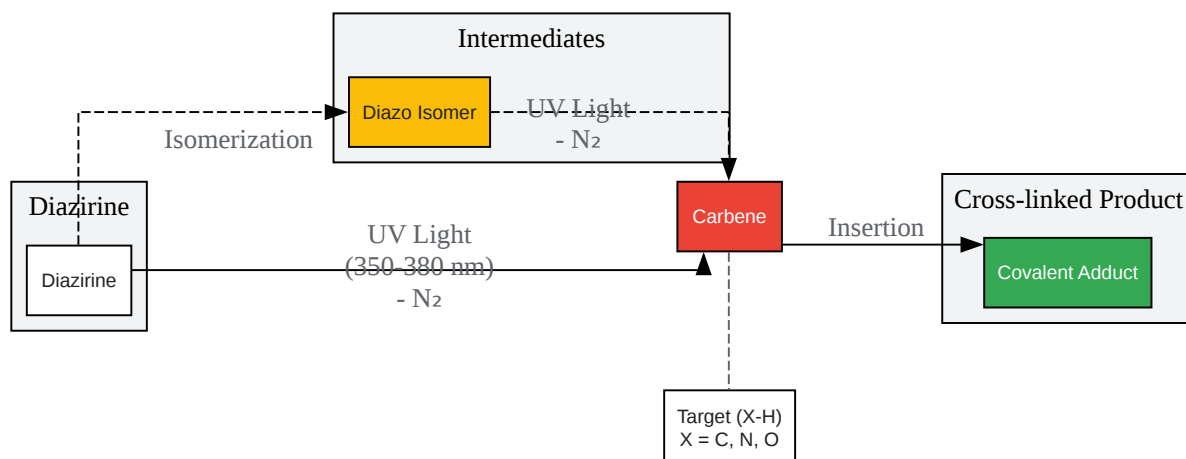 Intermediates
Diazo Isomer
UV Light
- N₂
Isomerization
Diazirine
Diazirine
UV Light
(350-380 nm)
- N₂
Carbene
Insertion
Cross-linked Product
Covalent Adduct
Target (X-H)
X = C, N, O